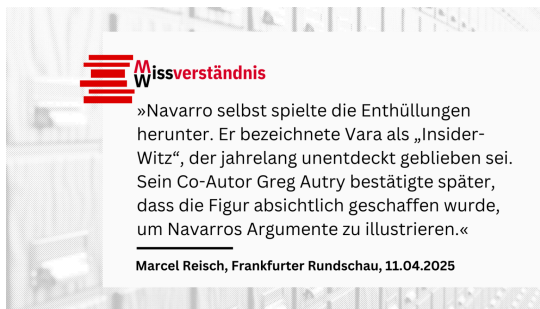 Missverständnis
W
»Navarro selbst spielte die Enthüllungen
herunter. Er bezeichnete Vara als „Insider-
Witz“, der jahrelang unentdeckt geblieben sei.
Sein Co-Autor Greg Autry bestätigte später,
dass die Figur absichtlich geschaffen wurde,
um Navarros Argumente zu illustrieren.«
Marcel Reisch, Frankfurter Rundschau, 11.04.2025